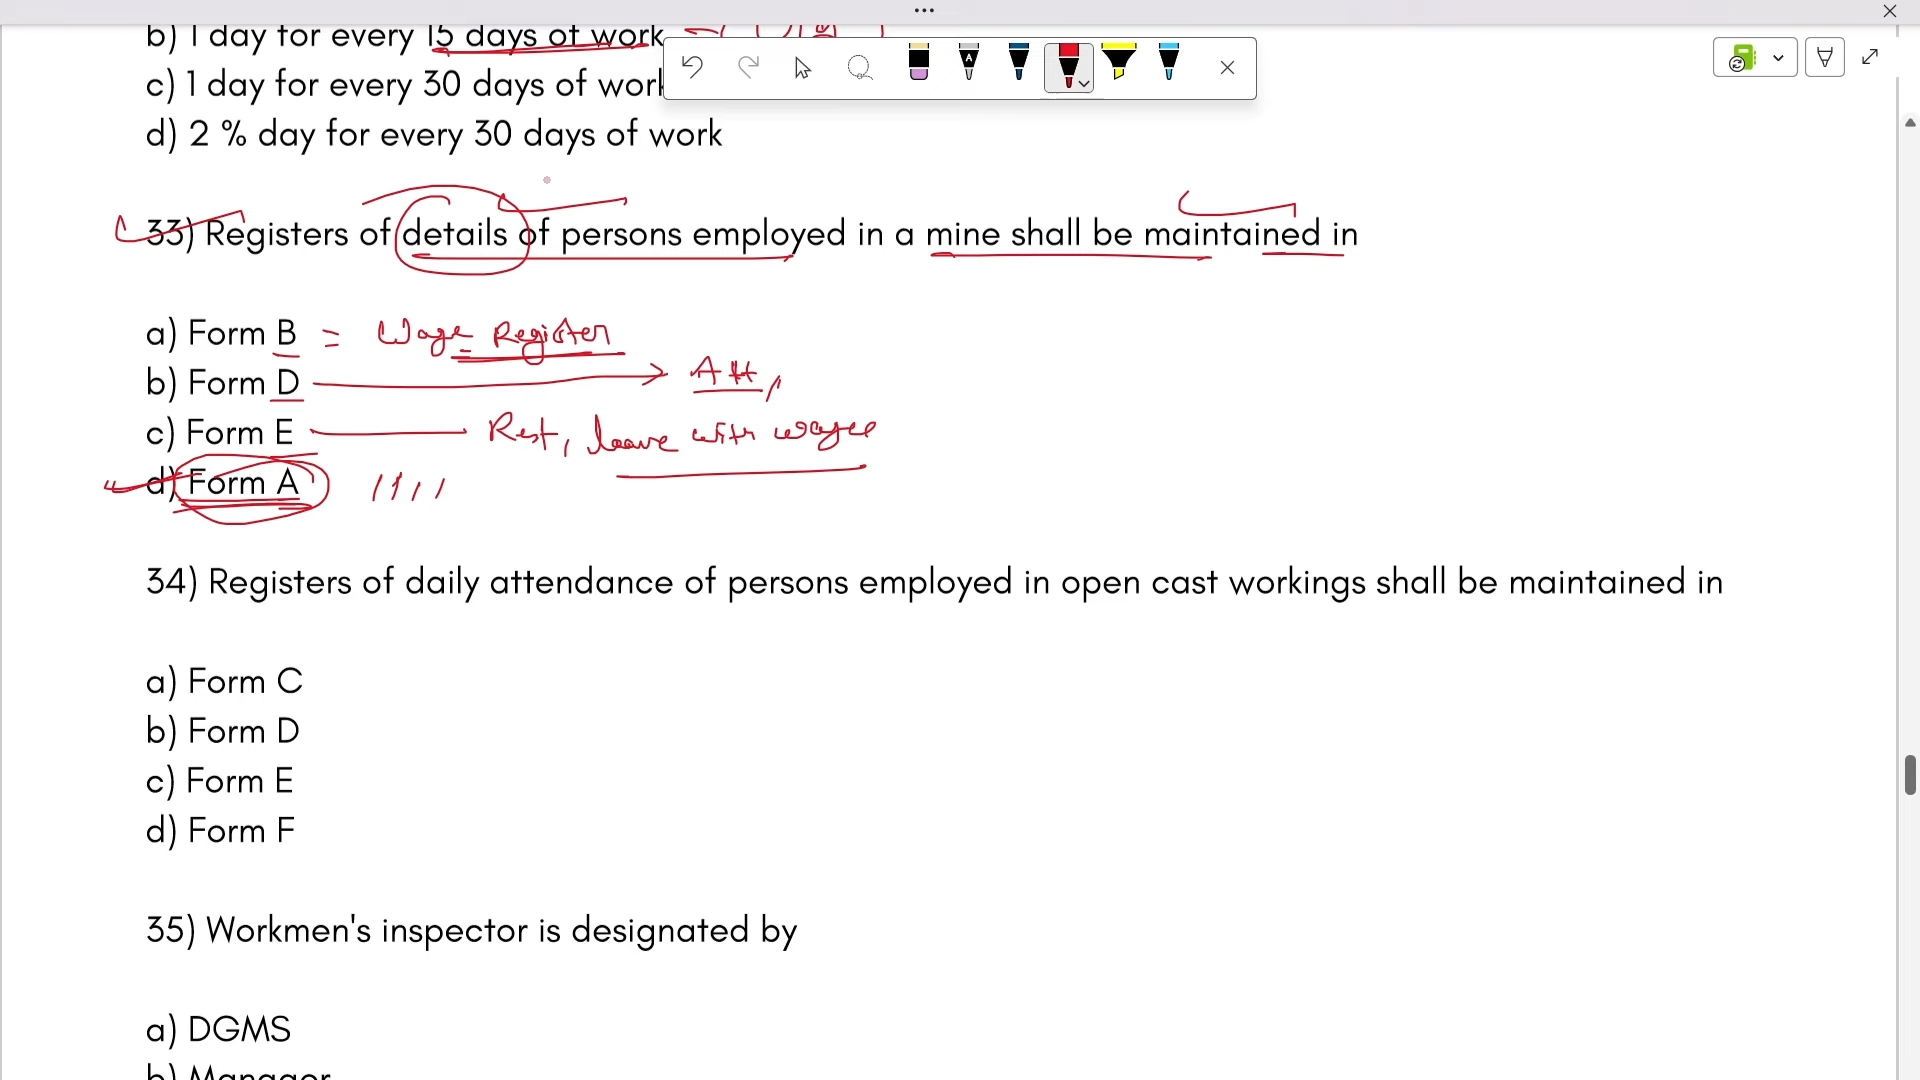 b) 1 day for every 15 days of work
c) 1 day for every 30 days of work
d) 2 % day for every 30 days of work
33) Registers of details of persons employed in a mine shall be maintained in
a) Form B = Wage Register
b) Form D → Att,
c) Form E — Rest, leave with wages
d) Form A
34) Registers of daily attendance of persons employed in open cast workings shall be maintained in
a) Form C
b) Form D
c) Form E
d) Form F
35) Workmen's inspector is designated by
a) DGMS
b) Manager